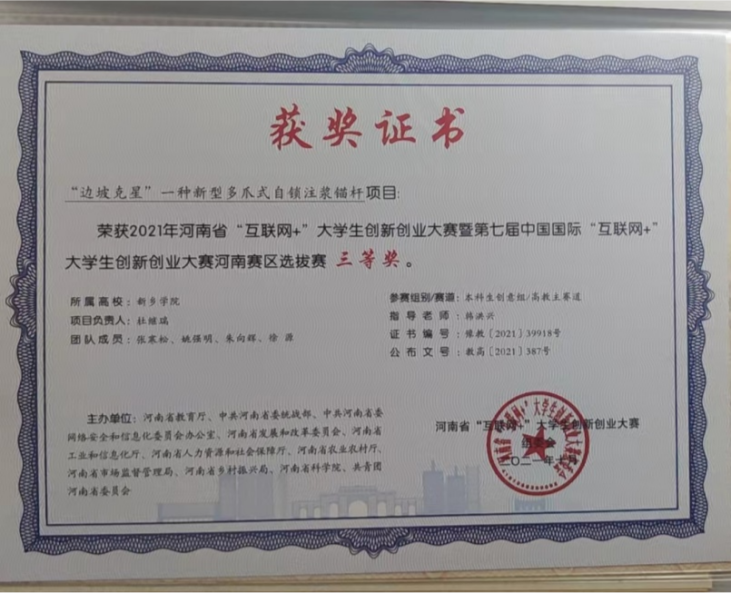 获奖证书
“边坡克星”一种新型多爪式自锁注浆锚杆项目:
荣获2021年河南省“互联网+”大学生创新创业大赛暨第七届中国国际“互联网+”
大学生创新创业大赛河南赛区选拔赛 三等奖。
所属高校：新乡学院
项目负责人：杜继瑞
团队成员：张寒松、姚强明、朱向辉、徐 源
参赛组别/赛道：本科生创意组/高教主赛道
指导老师：韩洪兴
证书编号：豫教〔2021〕39918号
公布文号：教高〔2021〕387号
主办单位：河南省教育厅、中共河南省委统战部、中共河南省委
网络安全和信息化委员会办公室、河南省发展和改革委员会、河南省
工业和信息化厅、河南省人力资源和社会保障厅、河南省农业农村厅、
河南省市场监督管理局、河南省乡村振兴局、河南省科学院、共青团
河南省委员会
河南省“互联网+”大学生创新创业大赛
组委会
二〇二一年十月